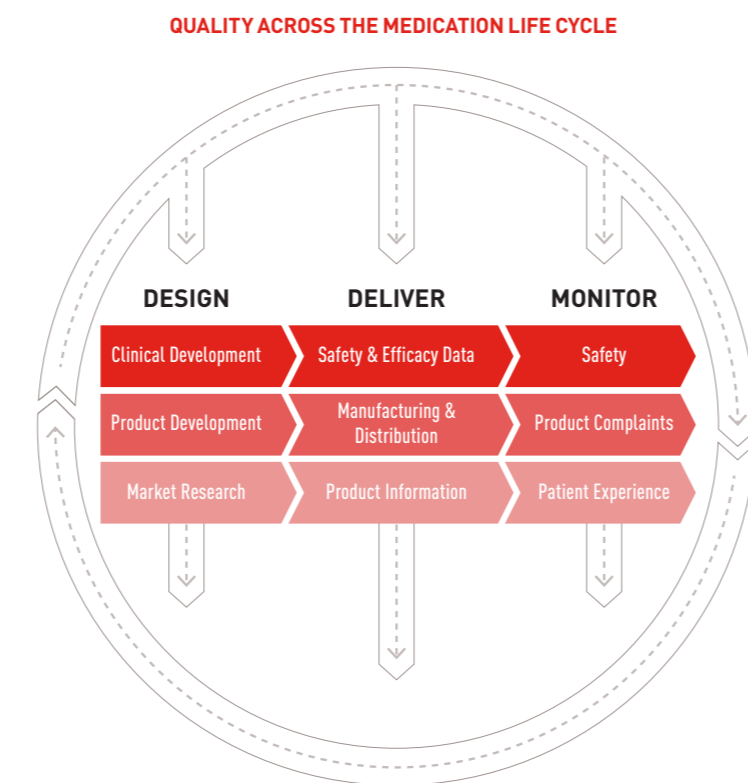 QUALITY ACROSS THE MEDICATION LIFE CYCLE
DESIGN
DELIVER
MONITOR
Clinical Development
Safety & Efficacy Data
Safety
Product Development
Manufacturing &
Distribution
Product Complaints
Market Research
Product Information
Patient Experience